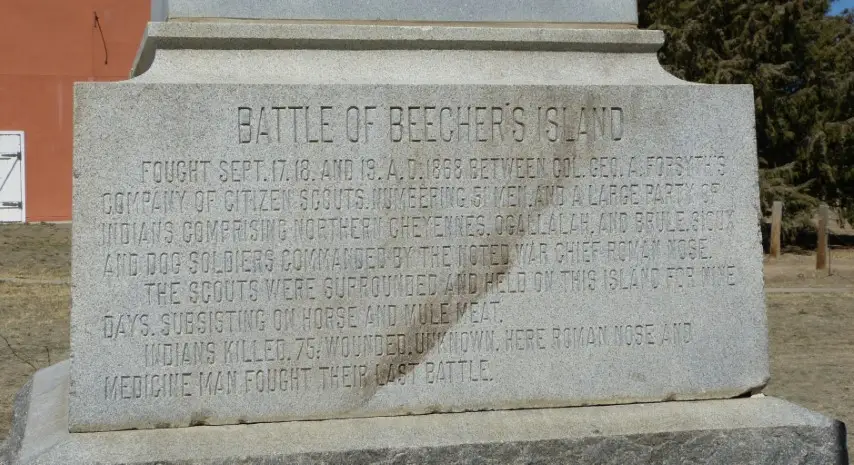 BATTLE OF BEECHER'S ISLAND
FOUGHT SEPT. 17, 18, AND 19, A. D. 1868 BETWEEN COL. GEO. A. FORSYTH'S
COMPANY OF CITIZEN SCOUTS, NUMBERING 51 MEN, AND A LARGE PARTY OF
INDIANS COMPRISING NORTHERN CHEYENNES, OGALLALAH, AND BRULE, SIOUX
AND DOG SOLDIERS COMMANDED BY THE NOTED WAR CHIEF ROMAN NOSE.
THE SCOUTS WERE SURROUNDED AND HELD ON THIS ISLAND FOR NINE
DAYS, SUBSISTING ON HORSE AND MULE MEAT.
INDIANS KILLED, 75; WOUNDED, UNKNOWN. HERE ROMAN NOSE AND
MEDICINE MAN FOUGHT THEIR LAST BATTLE.